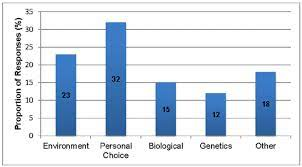 Proportion of Responses (%)
35
30
25
20
15
10
5
0
23
32
15
12
18
Environment
Personal
Choice
Biological
Genetics
Other